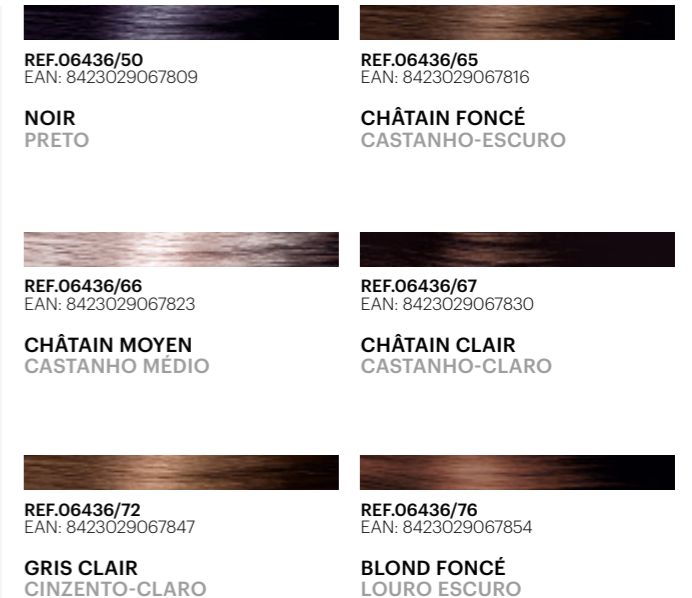 REF.06436/50
EAN: 8423029067809
NOIR
PRETO
REF.06436/65
EAN: 8423029067816
CHÂTAIN FONCÉ
CASTANHO-ESCURO
REF.06436/66
EAN: 8423029067823
CHÂTAIN MOYEN
CASTANHO MÉDIO
REF.06436/67
EAN: 8423029067830
CHÂTAIN CLAIR
CASTANHO-CLARO
REF.06436/72
EAN: 8423029067847
GRIS CLAIR
CINZENTO-CLARO
REF.06436/76
EAN: 8423029067854
BLOND FONCÉ
LOURO ESCURO